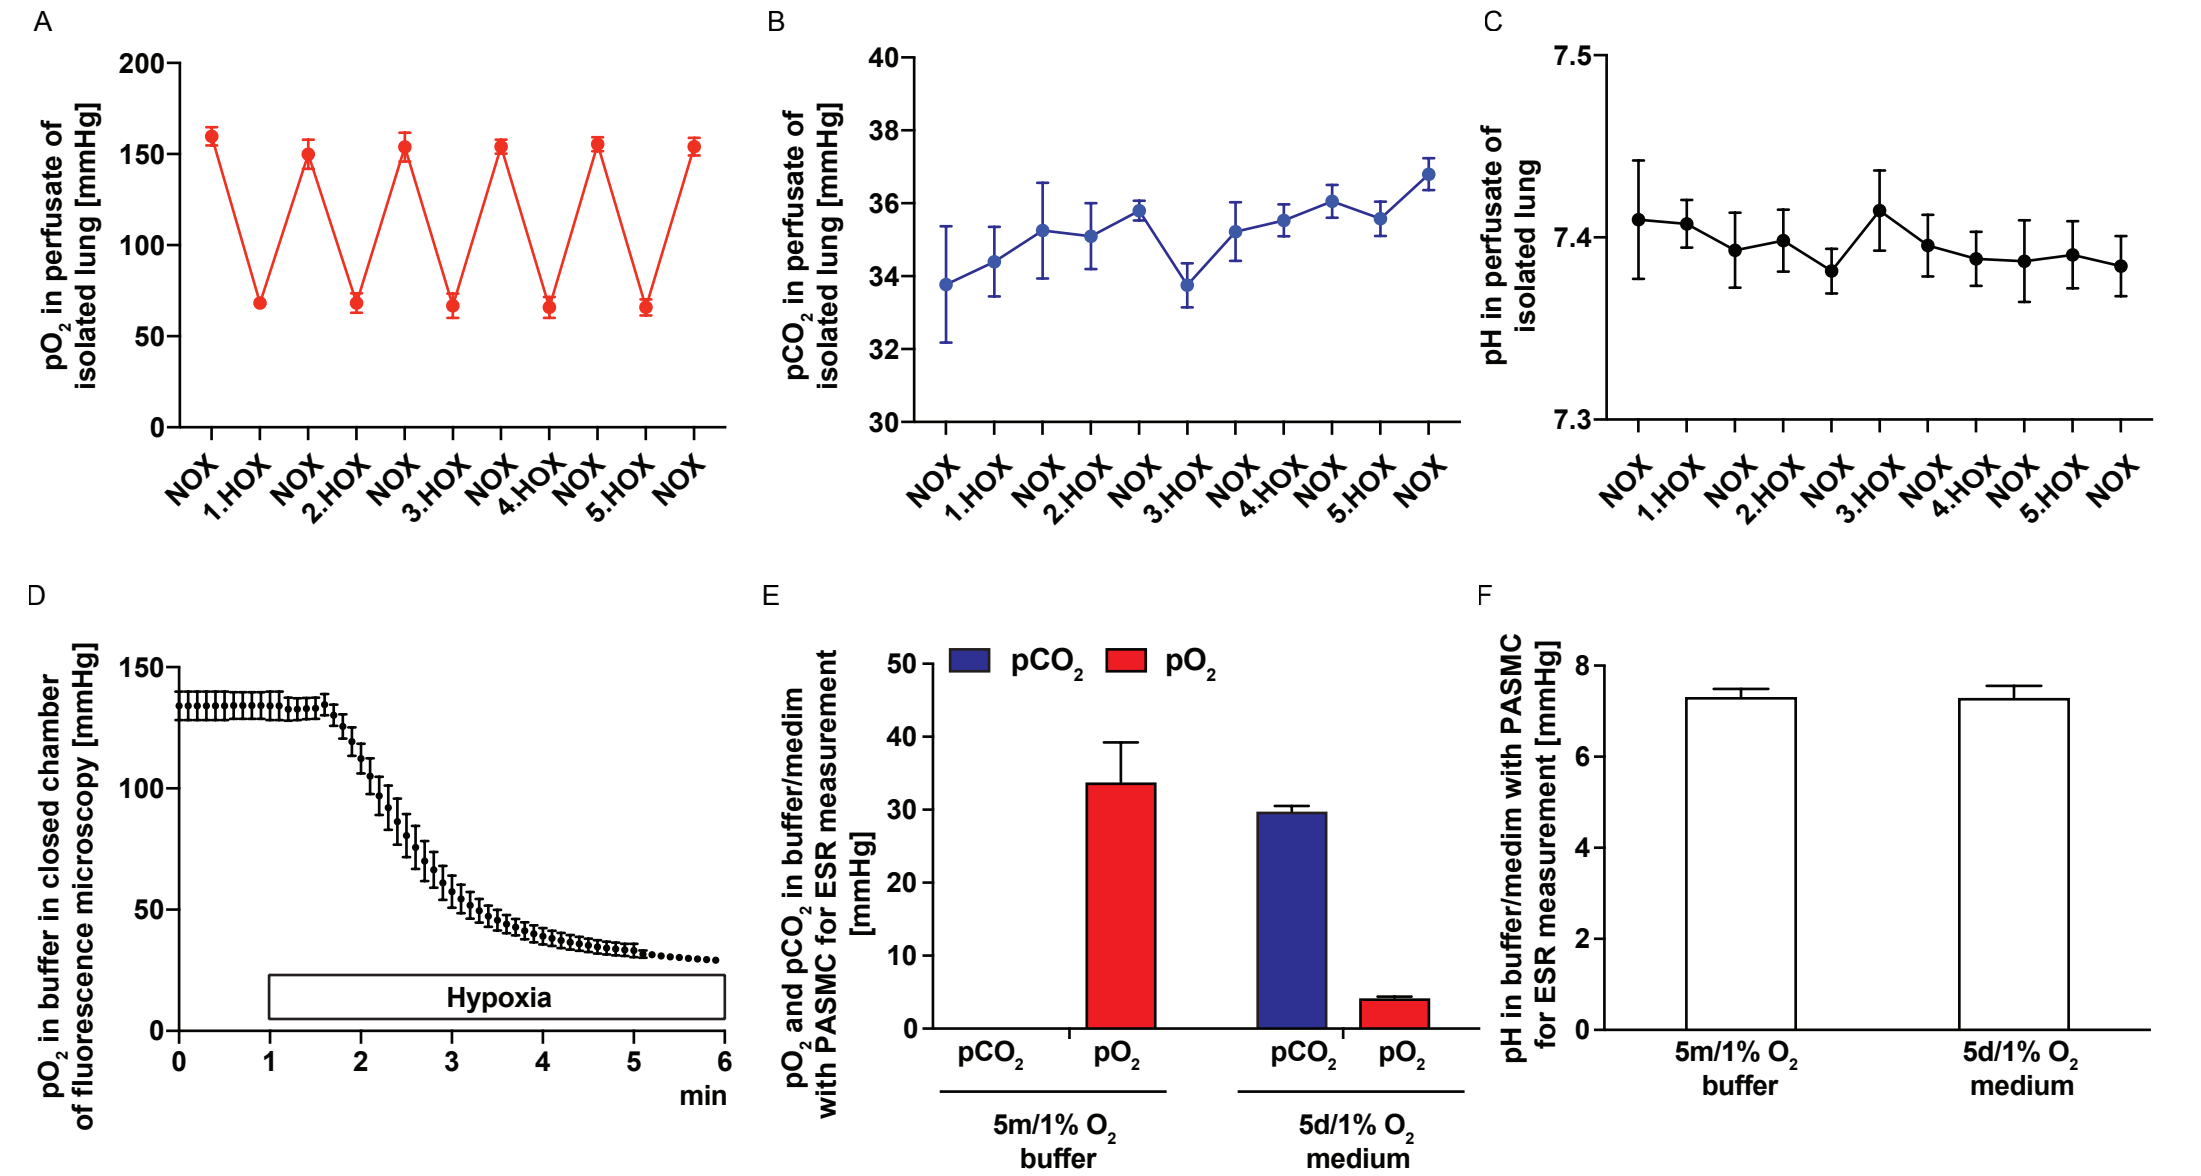 A
pO2 in perfusate of
isolated lung [mmHg]
200
150
100
50
0
NOX
1.HOX
NOX
2.HOX
NOX
3.HOX
NOX
4.HOX
NOX
5.HOX
NOX
B
pCO2 in perfusate of
isolated lung [mmHg]
40
38
36
34
32
30
NOX
1.HOX
NOX
2.HOX
NOX
3.HOX
NOX
4.HOX
NOX
5.HOX
NOX
C
pH in perfusate of
isolated lung
7.5
7.4
7.3
NOX
1.HOX
NOX
2.HOX
NOX
3.HOX
NOX
4.HOX
NOX
5.HOX
NOX
D
pO2 in buffer in closed chamber
of fluorescence microscopy [mmHg]
150
100
50
0
Hypoxia
0 1 2 3 4 5 6
min
E
pO2 and pCO2 in buffer/medim
with PASMC for ESR measurement
[mmHg]
pCO2 pO2
50
40
30
20
10
0
pCO2 pO2 pCO2 pO2
5m/1% O2
buffer
5d/1% O2
medium
F
pH in buffer/medim with PASMC
for ESR measurement [mmHg]
8
6
4
2
0
5m/1% O2
buffer
5d/1% O2
medium